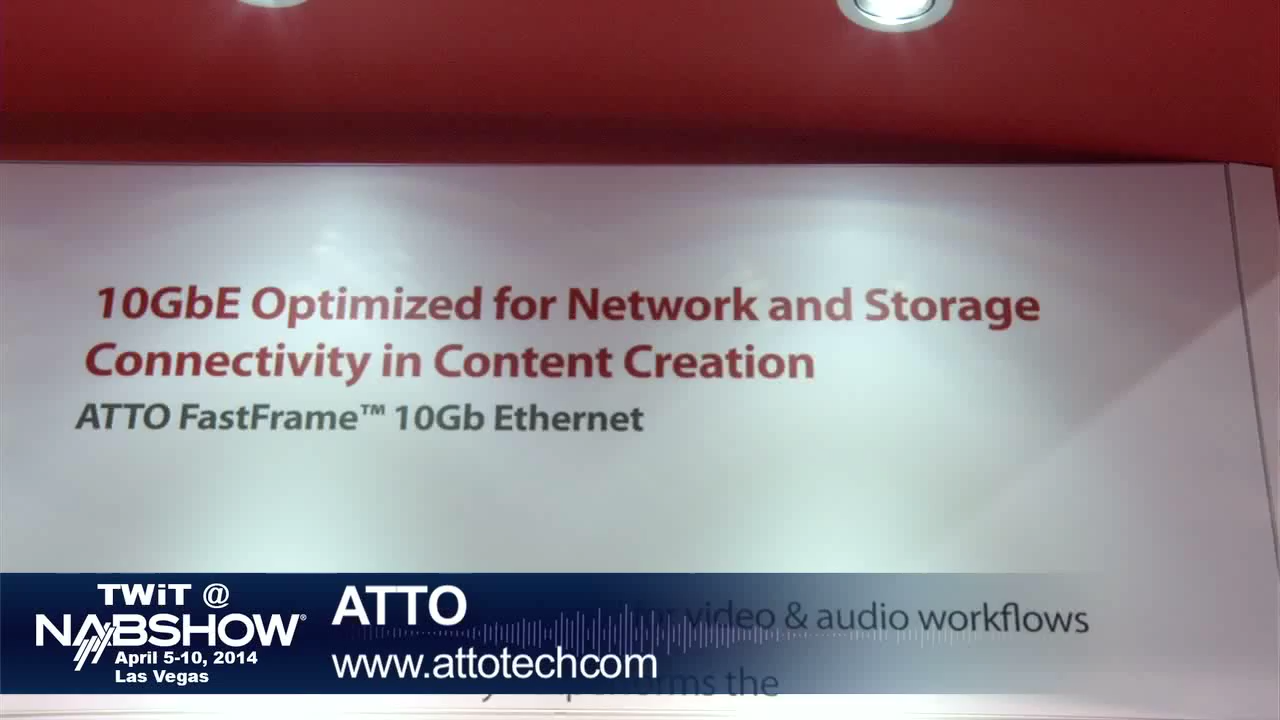 10GbE Optimized for Network and Storage
Connectivity in Content Creation
ATTO FastFrame™ 10Gb Ethernet
for video & audio workflows
the
TWiT @
NABSHOW®
April 5-10, 2014
Las Vegas
ATTO
www.attotechcom